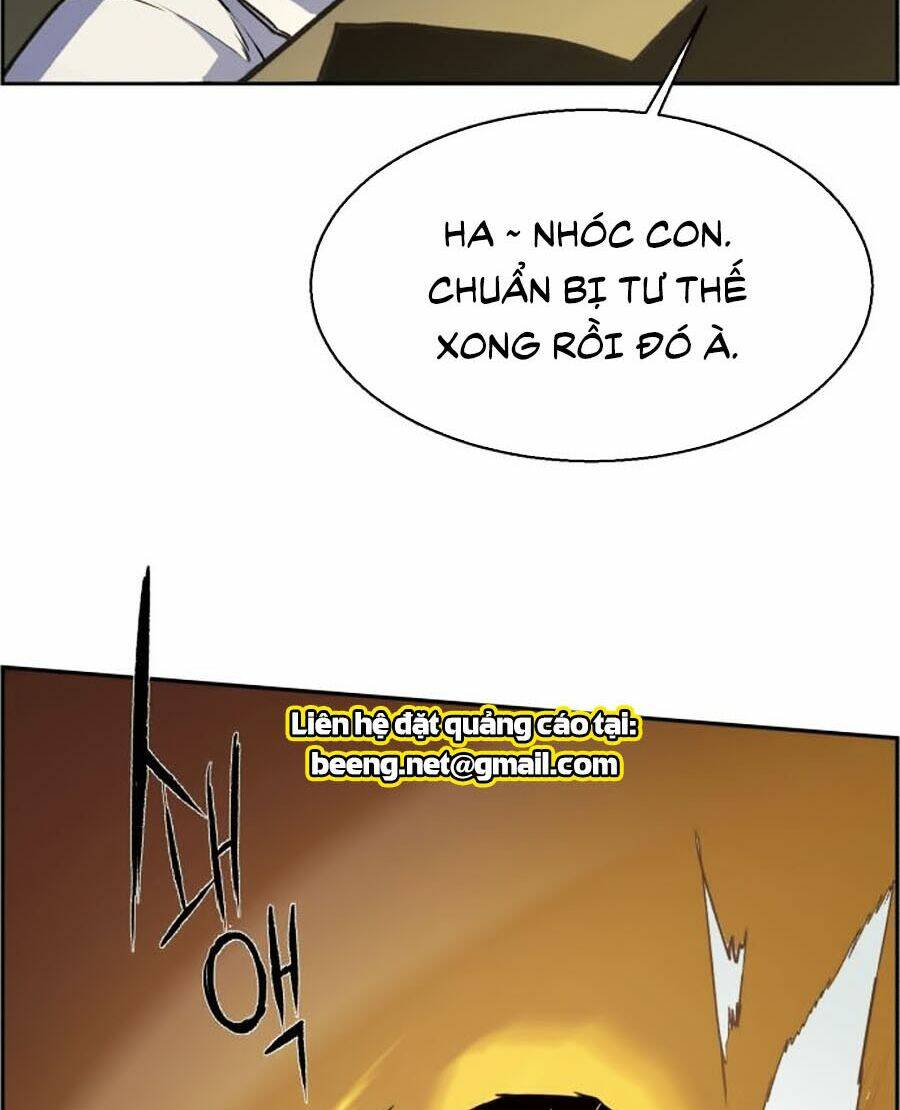 HA ~ NHÓC CON.
CHUẨN BỊ TƯ THẾ
XONG RỒI ĐÓ À.
Liên hệ đặt quảng cáo tại:
beeng.net@gmail.com